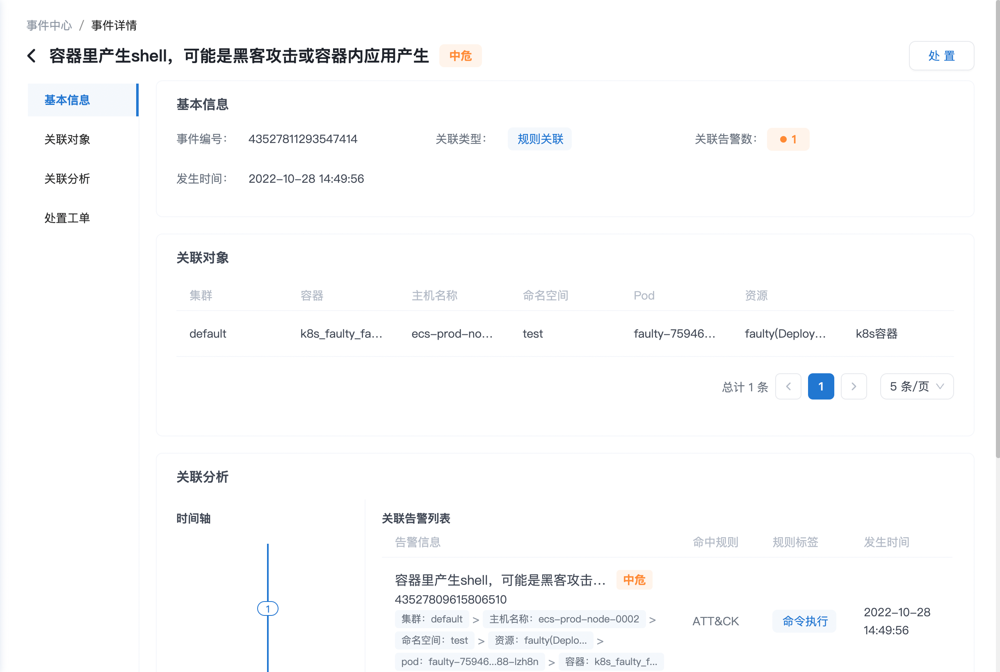 事件中心 / 事件详情
容器里产生shell，可能是黑客攻击或容器内应用产生 中危
处 置
基本信息
关联对象
关联分析
处置工单
基本信息
事件编号： 43527811293547414 关联类型： 规则关联 关联告警数： 1
发生时间： 2022-10-28 14:49:56
关联对象
集群 容器 主机名称 命名空间 Pod 资源
default k8s_faulty_fa... ecs-prod-no... test faulty-75946... faulty(Deploy... k8s容器
总计 1 条 < 1 > 5 条/页
关联分析
时间轴
1
关联告警列表
告警信息 命中规则 规则标签 发生时间
容器里产生shell，可能是黑客攻击... 中危
43527809615806510
集群：default > 主机名称：ecs-prod-node-0002 >
命名空间：test > 资源：faulty(Deplo... >
pod：faulty-75946...88-lzh8n > 容器：k8s_faulty_f...
ATT&CK
命令执行
2022-10-28
14:49:56